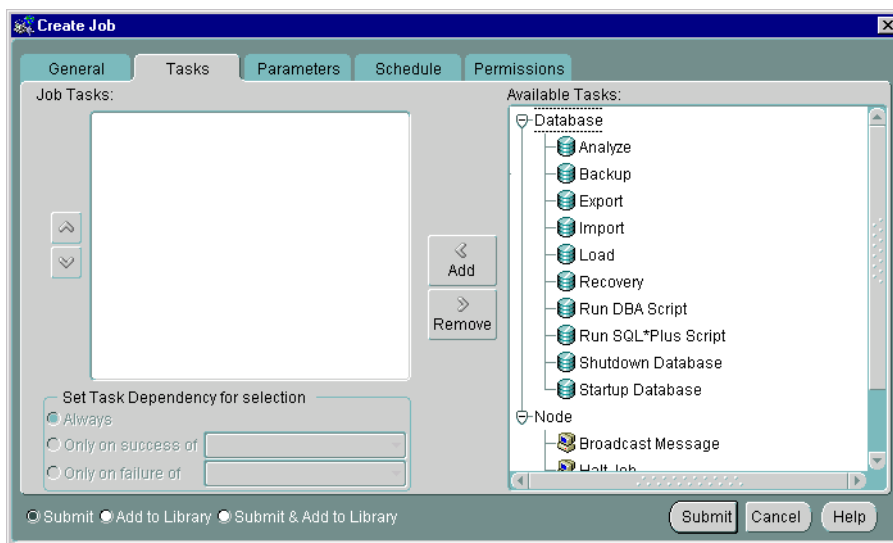 Create Job
General
Tasks
Parameters
Schedule
Permissions
Job Tasks:
Add
Remove
Set Task Dependency for selection
Always
Only on success of
Only on failure of
Available Tasks:
Database
Analyze
Backup
Export
Import
Load
Recovery
Run DBA Script
Run SQL*Plus Script
Shutdown Database
Startup Database
Node
Broadcast Message
Halt Job
Submit
Add to Library
Submit & Add to Library
Submit
Cancel
Help